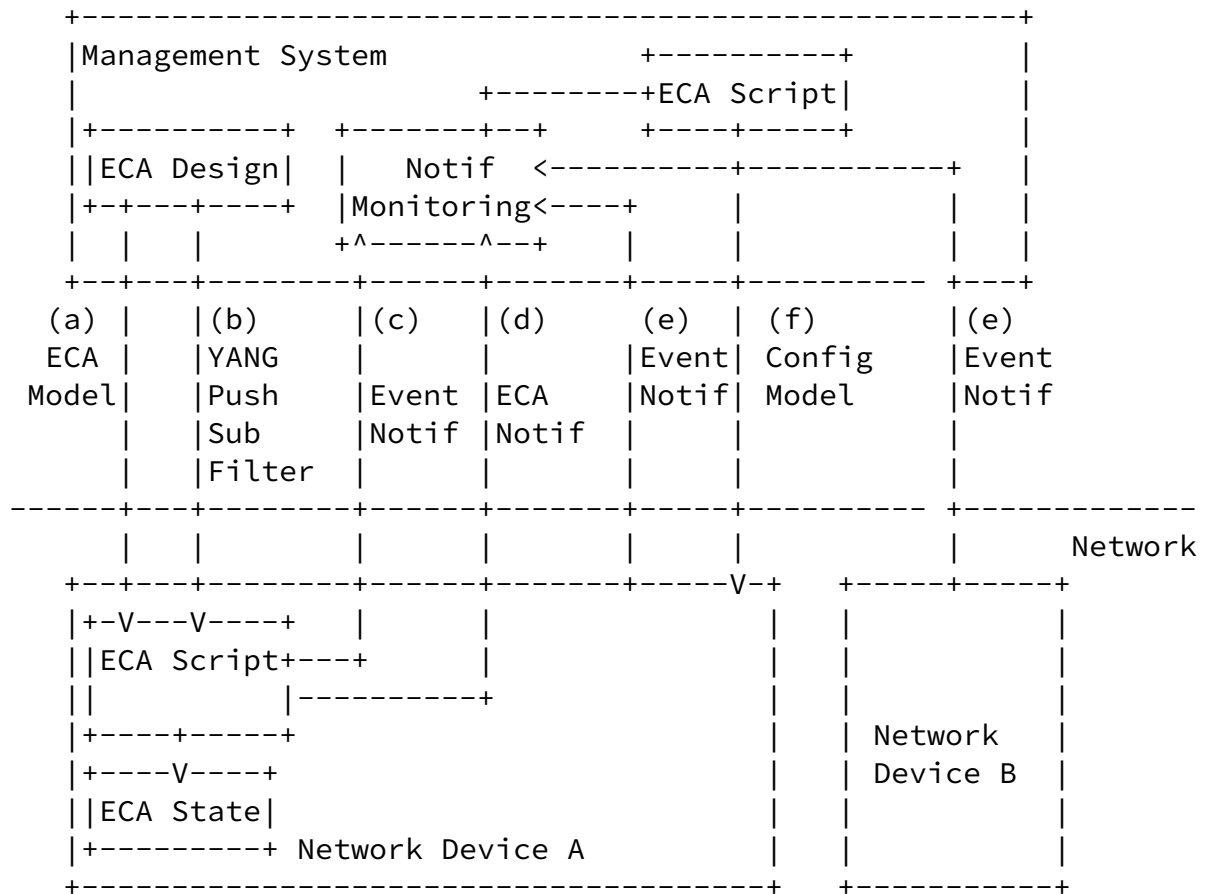 Management System
ECA Script
ECA Design Notif
Monitoring
(a) (b) (c) (d) (e) (f) (e)
ECA YANG Event Config Event
Model Push Event ECA Notif Model Notif
Sub Notif Notif
Filter
Network
ECA Script
Network
Device B
ECA State
Network Device A